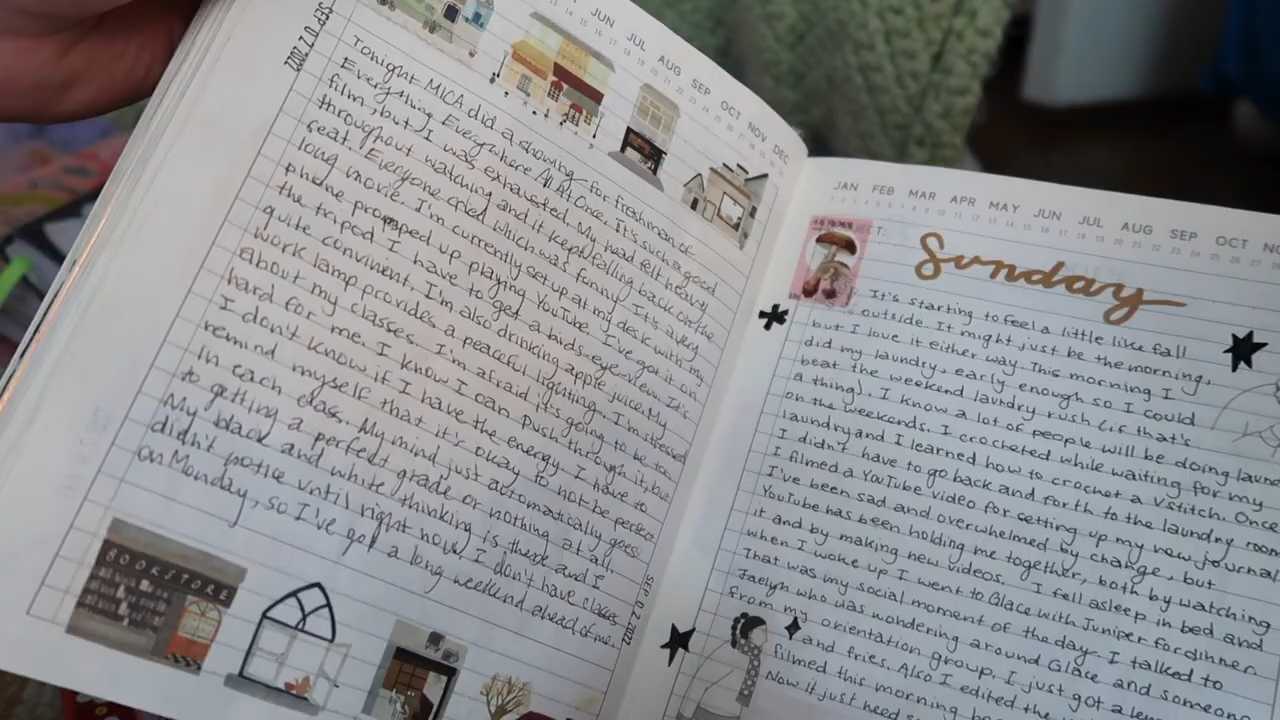 SEP 02 2022
JUN JUL AUG SEP OCT NOV DEC
Tonight MICA did a showing for freshman of
Everything Everywhere All At Once. It's such a good
film, but I was exhausted. My head felt heavy
throughout watching and it kept falling back on the
seat. Everyone cried which was funny. It's a very
long movie. I'm currently set up at my desk with my
phone propped up playing YouTube. I've got it on
the tripod I have to get a birds-eye view. It's
quite convinent. I'm also drinking apple juice. My
work lamp provides a peaceful lighting. I'm stressed
about my classes. I'm afraid it's going to be too
hard for me. I know I can push through it, but
I don't know if I have the energy. I have to
remind myself that it's okay to not be perfect
in each class. My mind just automatically goes
to getting a perfect grade or nothing at all.
My black and white thinking is there and I
didn't notice until right now, I don't have classes
on Monday, so I've got a long weekend ahead of me.
BOOKSTORE
SEP 02 2022
JAN FEB MAR APR MAY JUN JUL AUG SEP OCT NO
CT:
Sunday
It's starting to feel a little like fall
outside. It might just be the morning,
but I love it either way. This morning I
did my laundry, early enough so I could
beat the weekend laundry rush (if that's
a thing). I know a lot of people will be doing laund
on the weekends. I crocheted while waiting for my
laundry and I learned how to crochet a V stitch. Once
I didn't have to go back and forth to the laundry room
I filmed a YouTube video for setting up my new journal
I've been sad and overwhelmed by change, but
YouTube has been holding me together, both by watching
it and by making new videos. I fell asleep in bed and
when I woke up I went to Glace with Juniper for dinner.
That was my social moment of the day. I talked to
Jaelyn who was wondering around Glace and someone
from my orientation group, I just got a lem
and fries. Also I edited the
filmed this morning
Now it just need